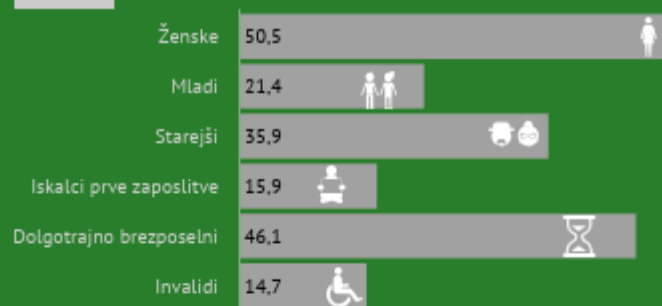 Ženske 50,5
Mladi 21,4
Starejši 35,9
Iskalci prve zaposlitve 15,9
Dolgotrajno brezposelni 46,1
Invalidi 14,7